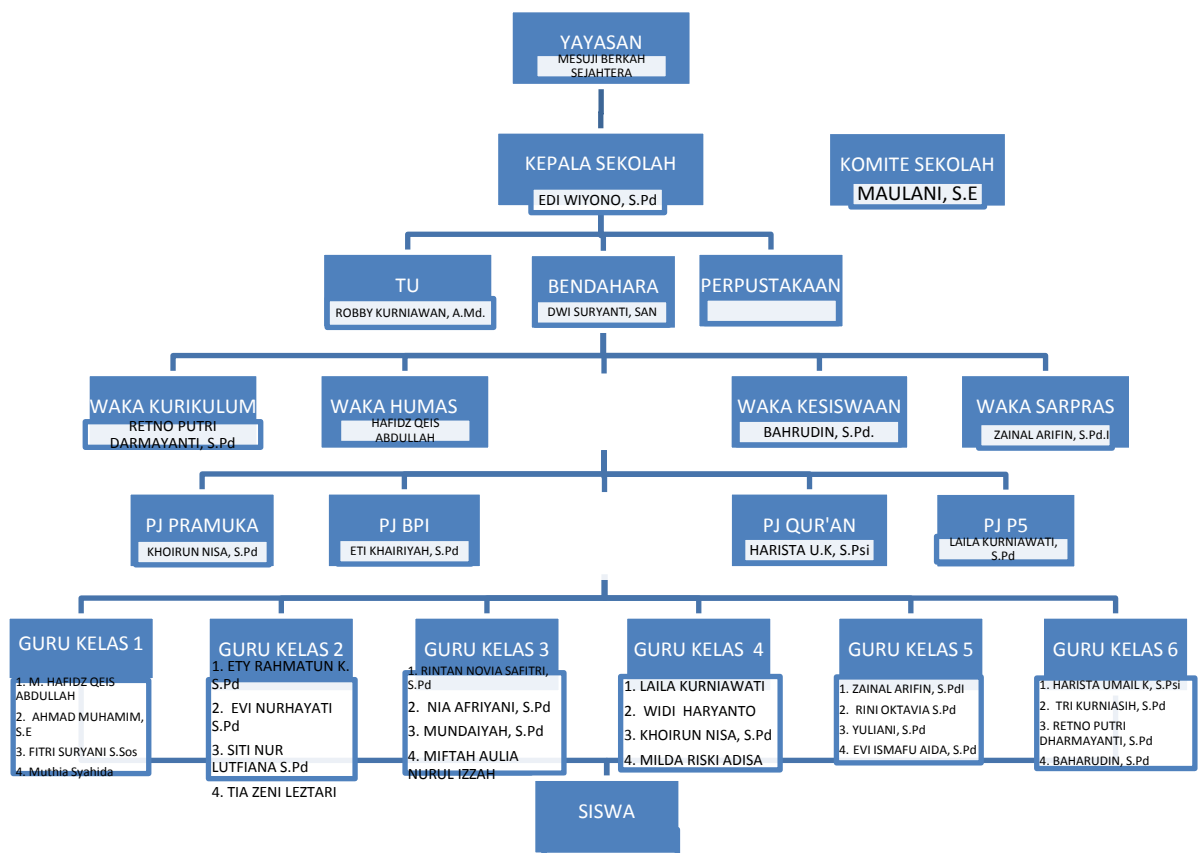 YAYASAN
MESUJI BERKAH
SEJAHTERA
KEPALA SEKOLAH
EDI WIYONO, S.Pd
KOMITE SEKOLAH
MAULANI, S.E
TU
ROBBY KURNIAWAN, A.Md.
BENDAHARA
DWI SURYANTI, SAN
PERPUSTAKAAN
WAKA KURIKULUM
RETNO PUTRI
DARMAYANTI, S.Pd
WAKA HUMAS
HAFIDZ QEIS
ABDULLAH
WAKA KESISWAAN
BAHRUDIN, S.Pd.
WAKA SARPRAS
ZAINAL ARIFIN, S.Pd.I
PJ PRAMUKA
KHOIRUN NISA, S.Pd
PJ BPI
ETI KHAIRIYAH, S.Pd
PJ QUR'AN
HARISTA U.K, S.Psi
PJ P5
LAILA KURNIAWATI,
S.Pd
GURU KELAS 1
1. M. HAFIDZ QEIS
ABDULLAH
2. AHMAD MUHAMIM,
S.E
3. FITRI SURYANI S.Sos
4. Muthia Syahida
GURU KELAS 2
1. ETY RAHMATUN K.
S.Pd
2. EVI NURHAYATI
S.Pd
3. SITI NUR
LUTFIANA S.Pd
4. TIA ZENI LEZTARI
GURU KELAS 3
1. RINTAN NOVIA SAFITRI,
S.Pd
2. NIA AFRIYANI, S.Pd
3. MUNDAIYAH, S.Pd
4. MIFTAH AULIA
NURUL IZZAH
GURU KELAS 4
1. LAILA KURNIAWATI
2. WIDI HARYANTO
3. KHOIRUN NISA, S.Pd
4. MILDA RISKI ADISA
GURU KELAS 5
1. ZAINAL ARIFIN, S.PdI
2. RINI OKTAVIA S.Pd
3. YULIANI, S.Pd
4. EVI ISMAFU AIDA, S.Pd
GURU KELAS 6
1. HARISTA UMAIL K, S.Psi
2. TRI KURNIASIH, S.Pd
3. RETNO PUTRI
DHARMAYANTI, S.Pd
4. BAHARUDIN, S.Pd
SISWA